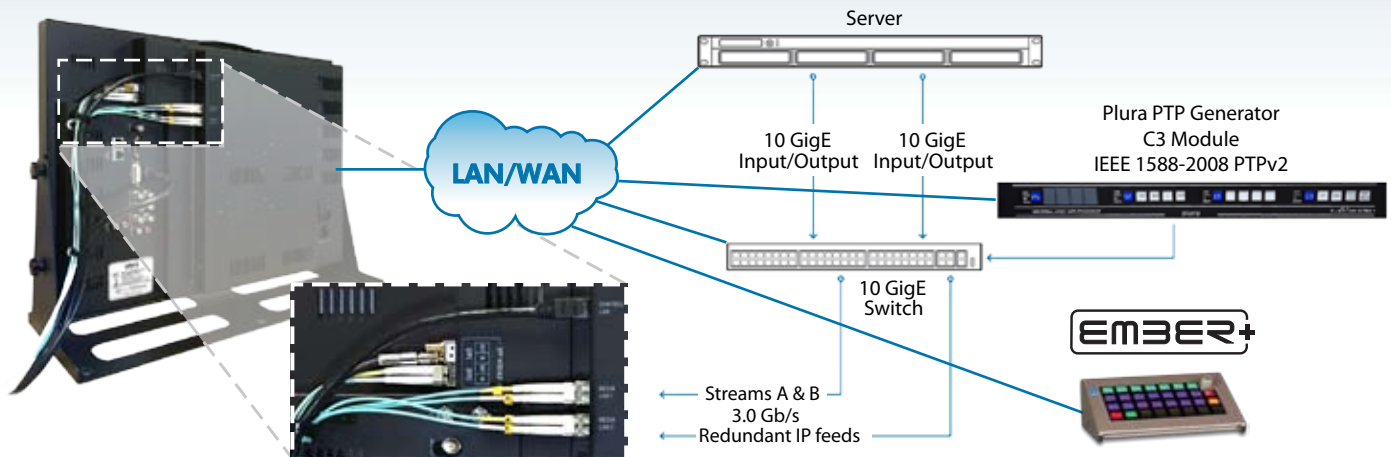 Server
Plura PTP Generator
C3 Module
IEEE 1588-2008 PTPv2
10 GigE
Input/Output
10 GigE
Input/Output
LAN/WAN
10 GigE
Switch
EMBER+
Streams A & B
3.0 Gb/s
Redundant IP feeds